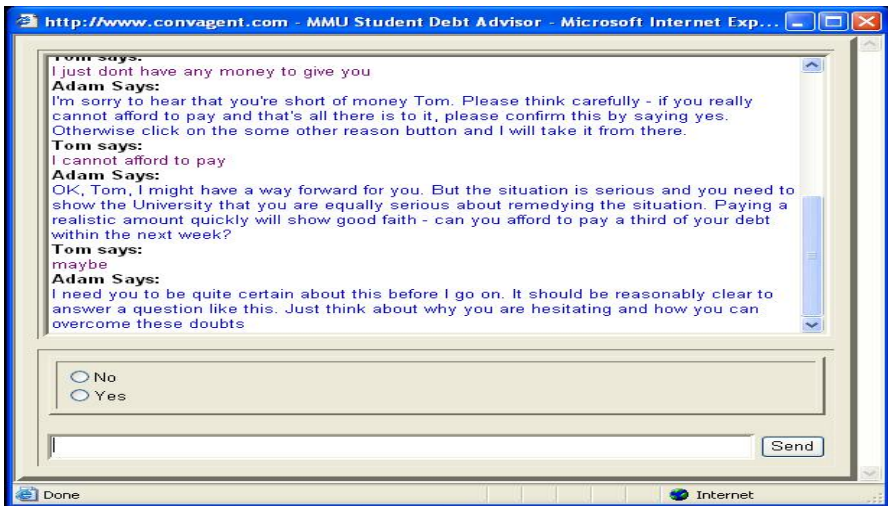 http://www.convagent.com - MMU Student Debt Advisor - Microsoft Internet Exp...
Tom says:
I just dont have any money to give you
Adam Says:
I'm sorry to hear that you're short of money Tom. Please think carefully - if you really
cannot afford to pay and that's all there is to it, please confirm this by saying yes.
Otherwise click on the some other reason button and I will take it from there.
Tom says:
I cannot afford to pay
Adam Says:
OK, Tom, I might have a way forward for you. But the situation is serious and you need to
show the University that you are equally serious about remedying the situation. Paying a
realistic amount quickly will show good faith - can you afford to pay a third of your debt
within the next week?
Tom says:
maybe
Adam Says:
I need you to be quite certain about this before I go on. It should be reasonably clear to
answer a question like this. Just think about why you are hesitating and how you can
overcome these doubts
No
Yes
Send
Done
Internet